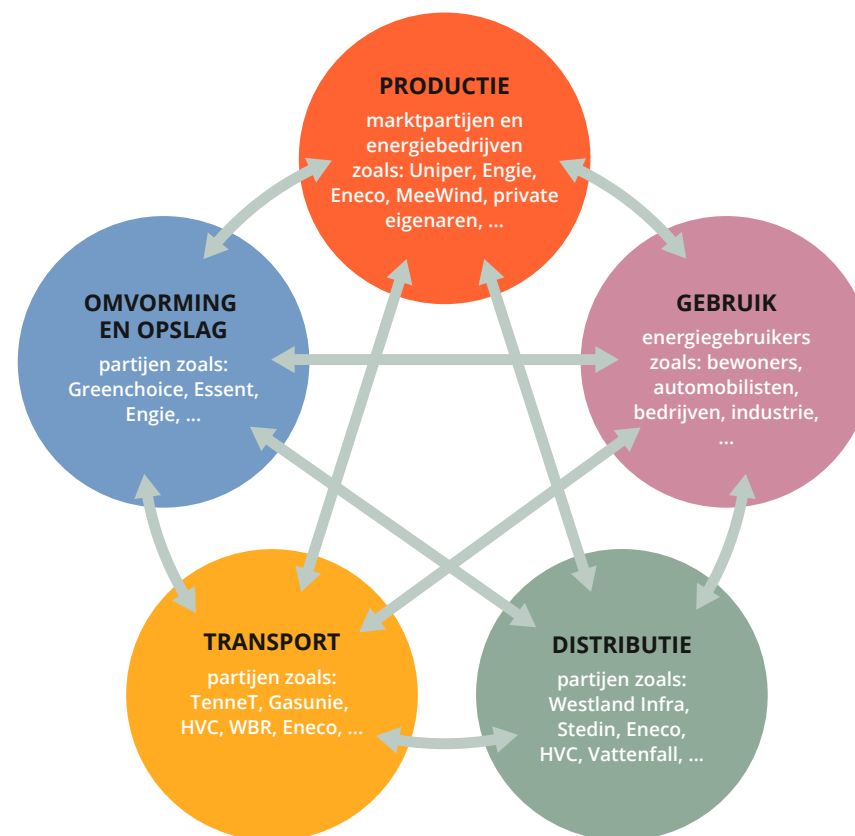 PRODUCTIE
marktpartijen en
energiebedrijven
zoals: Uniper, Engie,
Eneco, MeeWind, private
eigenaren, ...
OMVORMING
EN OPSLAG
partijen zoals:
Greenchoice, Essent,
Engie, ...
GEBRUIK
energiegebruikers
zoals: bewoners,
automobilisten,
bedrijven, industrie,
...
TRANSPORT
partijen zoals:
TenneT, Gasunie,
HVC, WBR, Eneco, ...
DISTRIBUTIE
partijen zoals:
Westland Infra,
Stedin, Eneco,
HVC, Vattenfall, ...